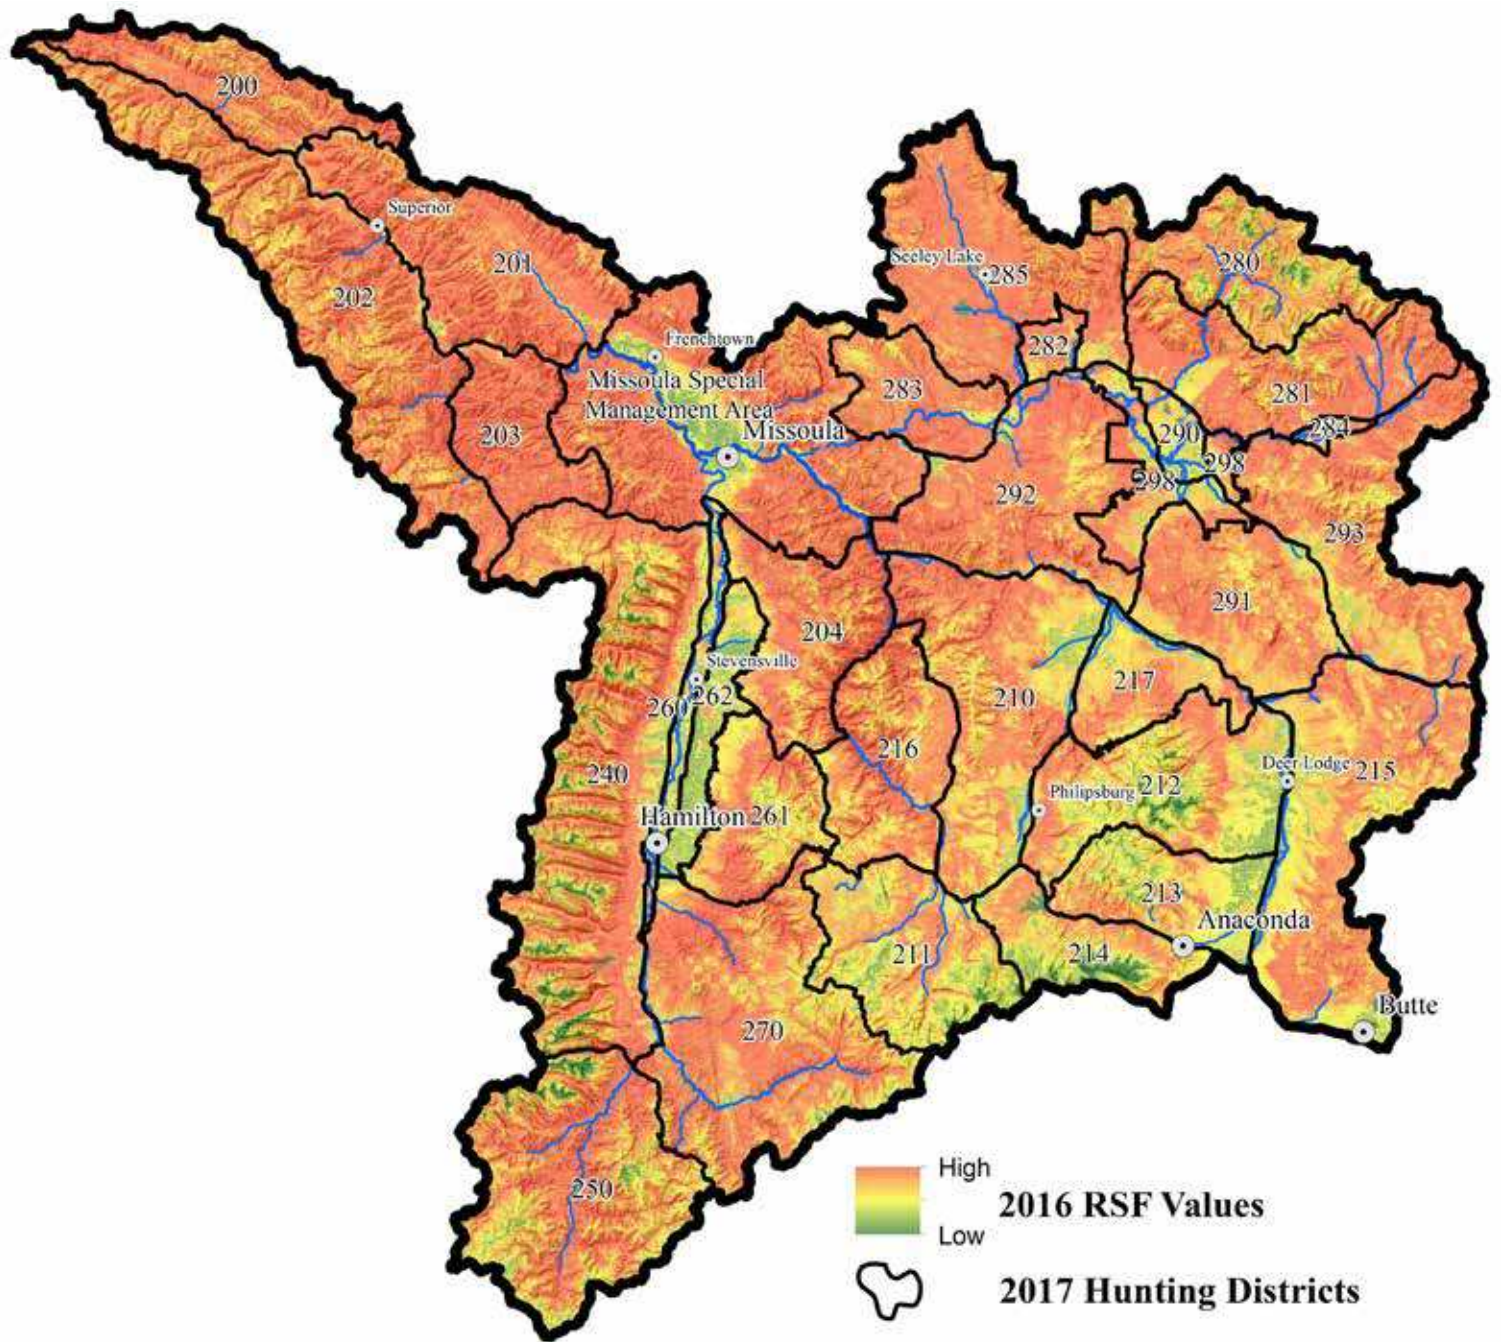 200
Superior
201
202
Seeley Lake
285
280
Frenchtown
282
Missoula Special
Management Area
283
281
203
Missoula
284
290
298
298
292
293
291
204
Stevensville
260
262
210
217
216
240
Deer Lodge
215
Philipsburg
212
Hamilton
261
213
Anaconda
211
214
Butte
270
250
High
2016 RSF Values
Low
2017 Hunting Districts